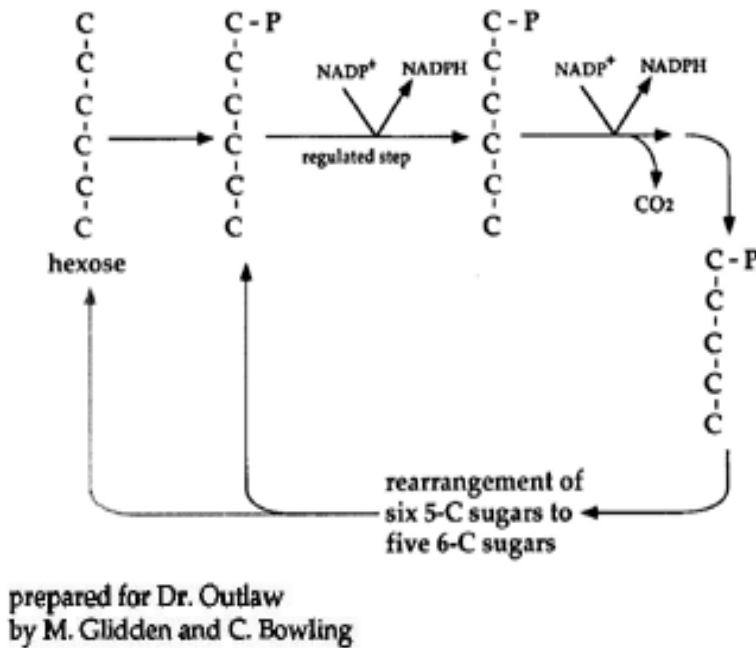 C C - P C - P
C C C
C C NADP+ NADPH C NADP+ NADPH
C C C
C C regulated step C
C C C
CO2
hexose
C - P
C
C
C
C
rearrangement of
six 5-C sugars to
five 6-C sugars
prepared for Dr. Outlaw
by M. Glidden and C. Bowling